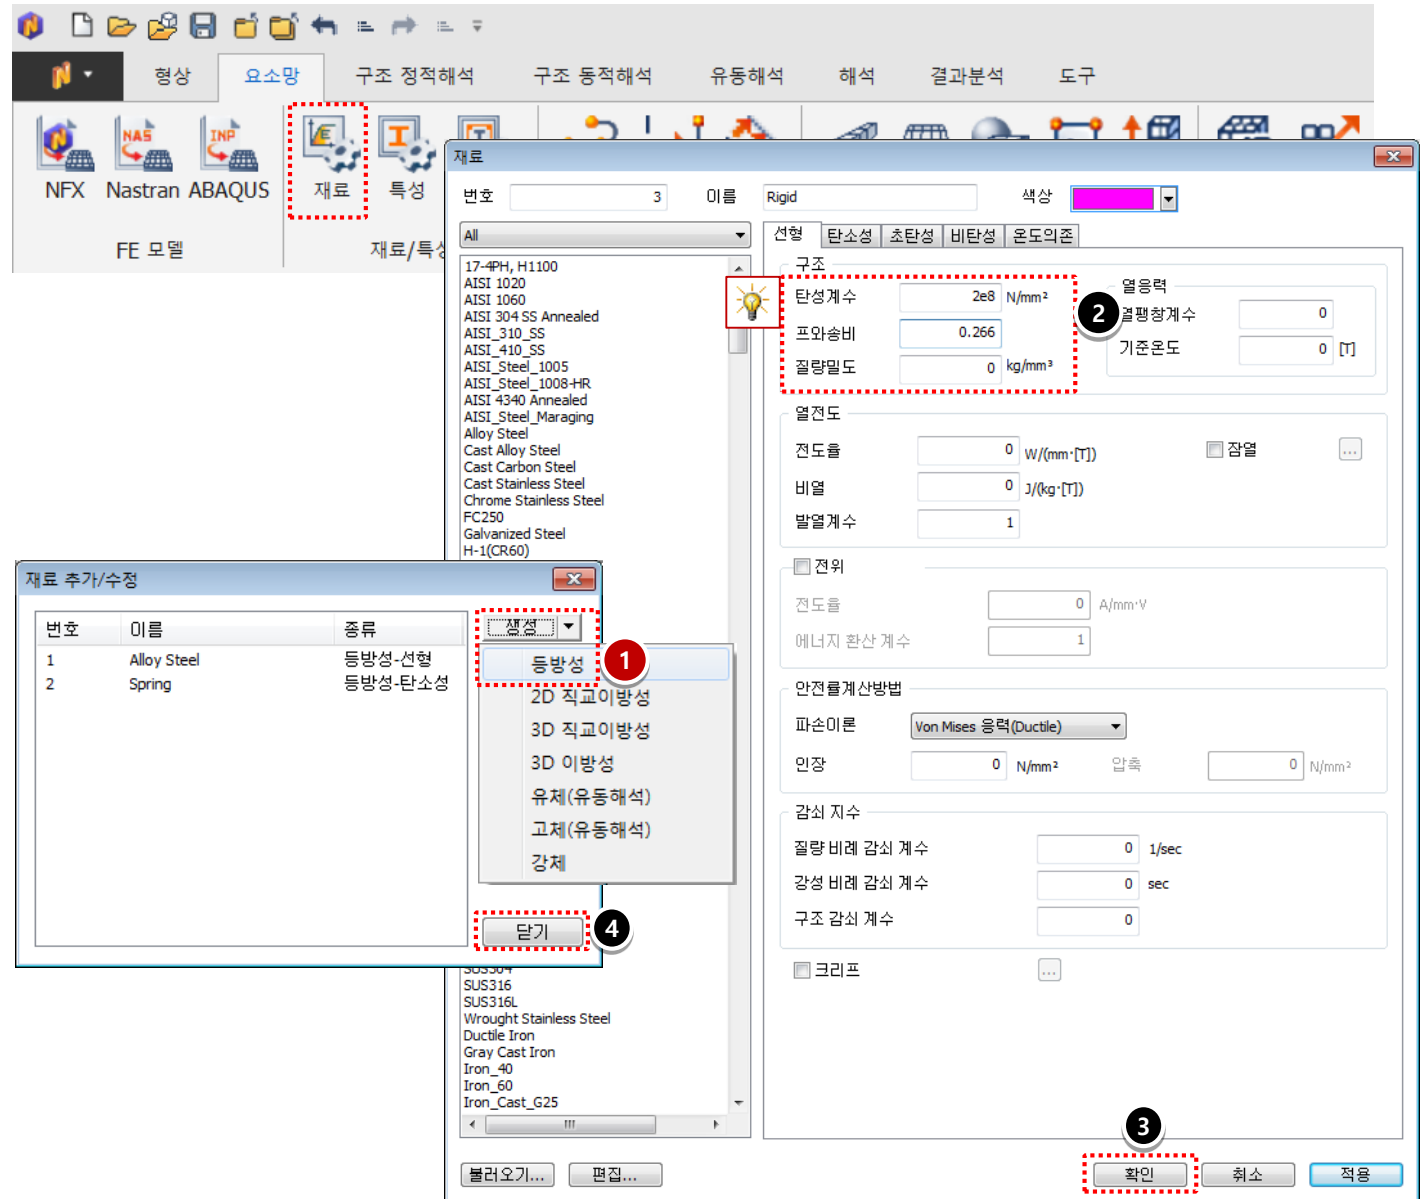 형상
요소망
구조 정적해석
구조 동적해석
유동해석
해석
결과분석
도구
NAS
INP
NFX
Nastran
ABAQUS
재료
특성
FE 모델
재료/특성
재료
번호
3
이름
Rigid
색상
All
17-4PH, H1100
AISI 1020
AISI 1060
AISI 304 SS Annealed
AISI_310_SS
AISI_410_SS
AISI_Steel_1005
AISI_Steel_1008-HR
AISI 4340 Annealed
AISI_Steel_Maraging
Alloy Steel
Cast Alloy Steel
Cast Carbon Steel
Cast Stainless Steel
Chrome Stainless Steel
FC250
Galvanized Steel
H-1(CR60)
SUS304
SUS316
SUS316L
Wrought Stainless Steel
Ductile Iron
Gray Cast Iron
Iron_40
Iron_60
Iron_Cast_G25
불러오기...
편집...
선형
탄소성
초탄성
비탄성
온도의존
구조
탄성계수
2e8 N/mm²
프와송비
0.266
질량밀도
0 kg/mm³
2
열응력
열팽창계수
0
기준온도
0 [T]
열전도
전도율
0 W/(mm·[T])
잠열
...
비열
0 J/(kg·[T])
발열계수
1
전위
전도율
0 A/mm·V
에너지 환산 계수
1
안전률계산방법
파손이론
Von Mises 응력(Ductile)
인장
0 N/mm²
압축
0 N/mm²
감쇠 지수
질량 비례 감쇠 계수
0 1/sec
강성 비례 감쇠 계수
0 sec
구조 감쇠 계수
0
크리프
...
3
확인
취소
적용
재료 추가/수정
번호 이름 종류
1 Alloy Steel 등방성-선형
2 Spring 등방성-탄소성
생성
1
등방성
2D 직교이방성
3D 직교이방성
3D 이방성
유체(유동해석)
고체(유동해석)
강체
닫기
4